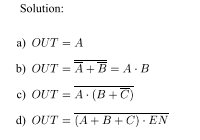 Solution:
a) OUT = A
b) OUT = \overline{\overline{A} + \overline{B}} = A · B
c) OUT = \overline{A · (B + \overline{C})}
d) OUT = \overline{(A + B + C) · EN}